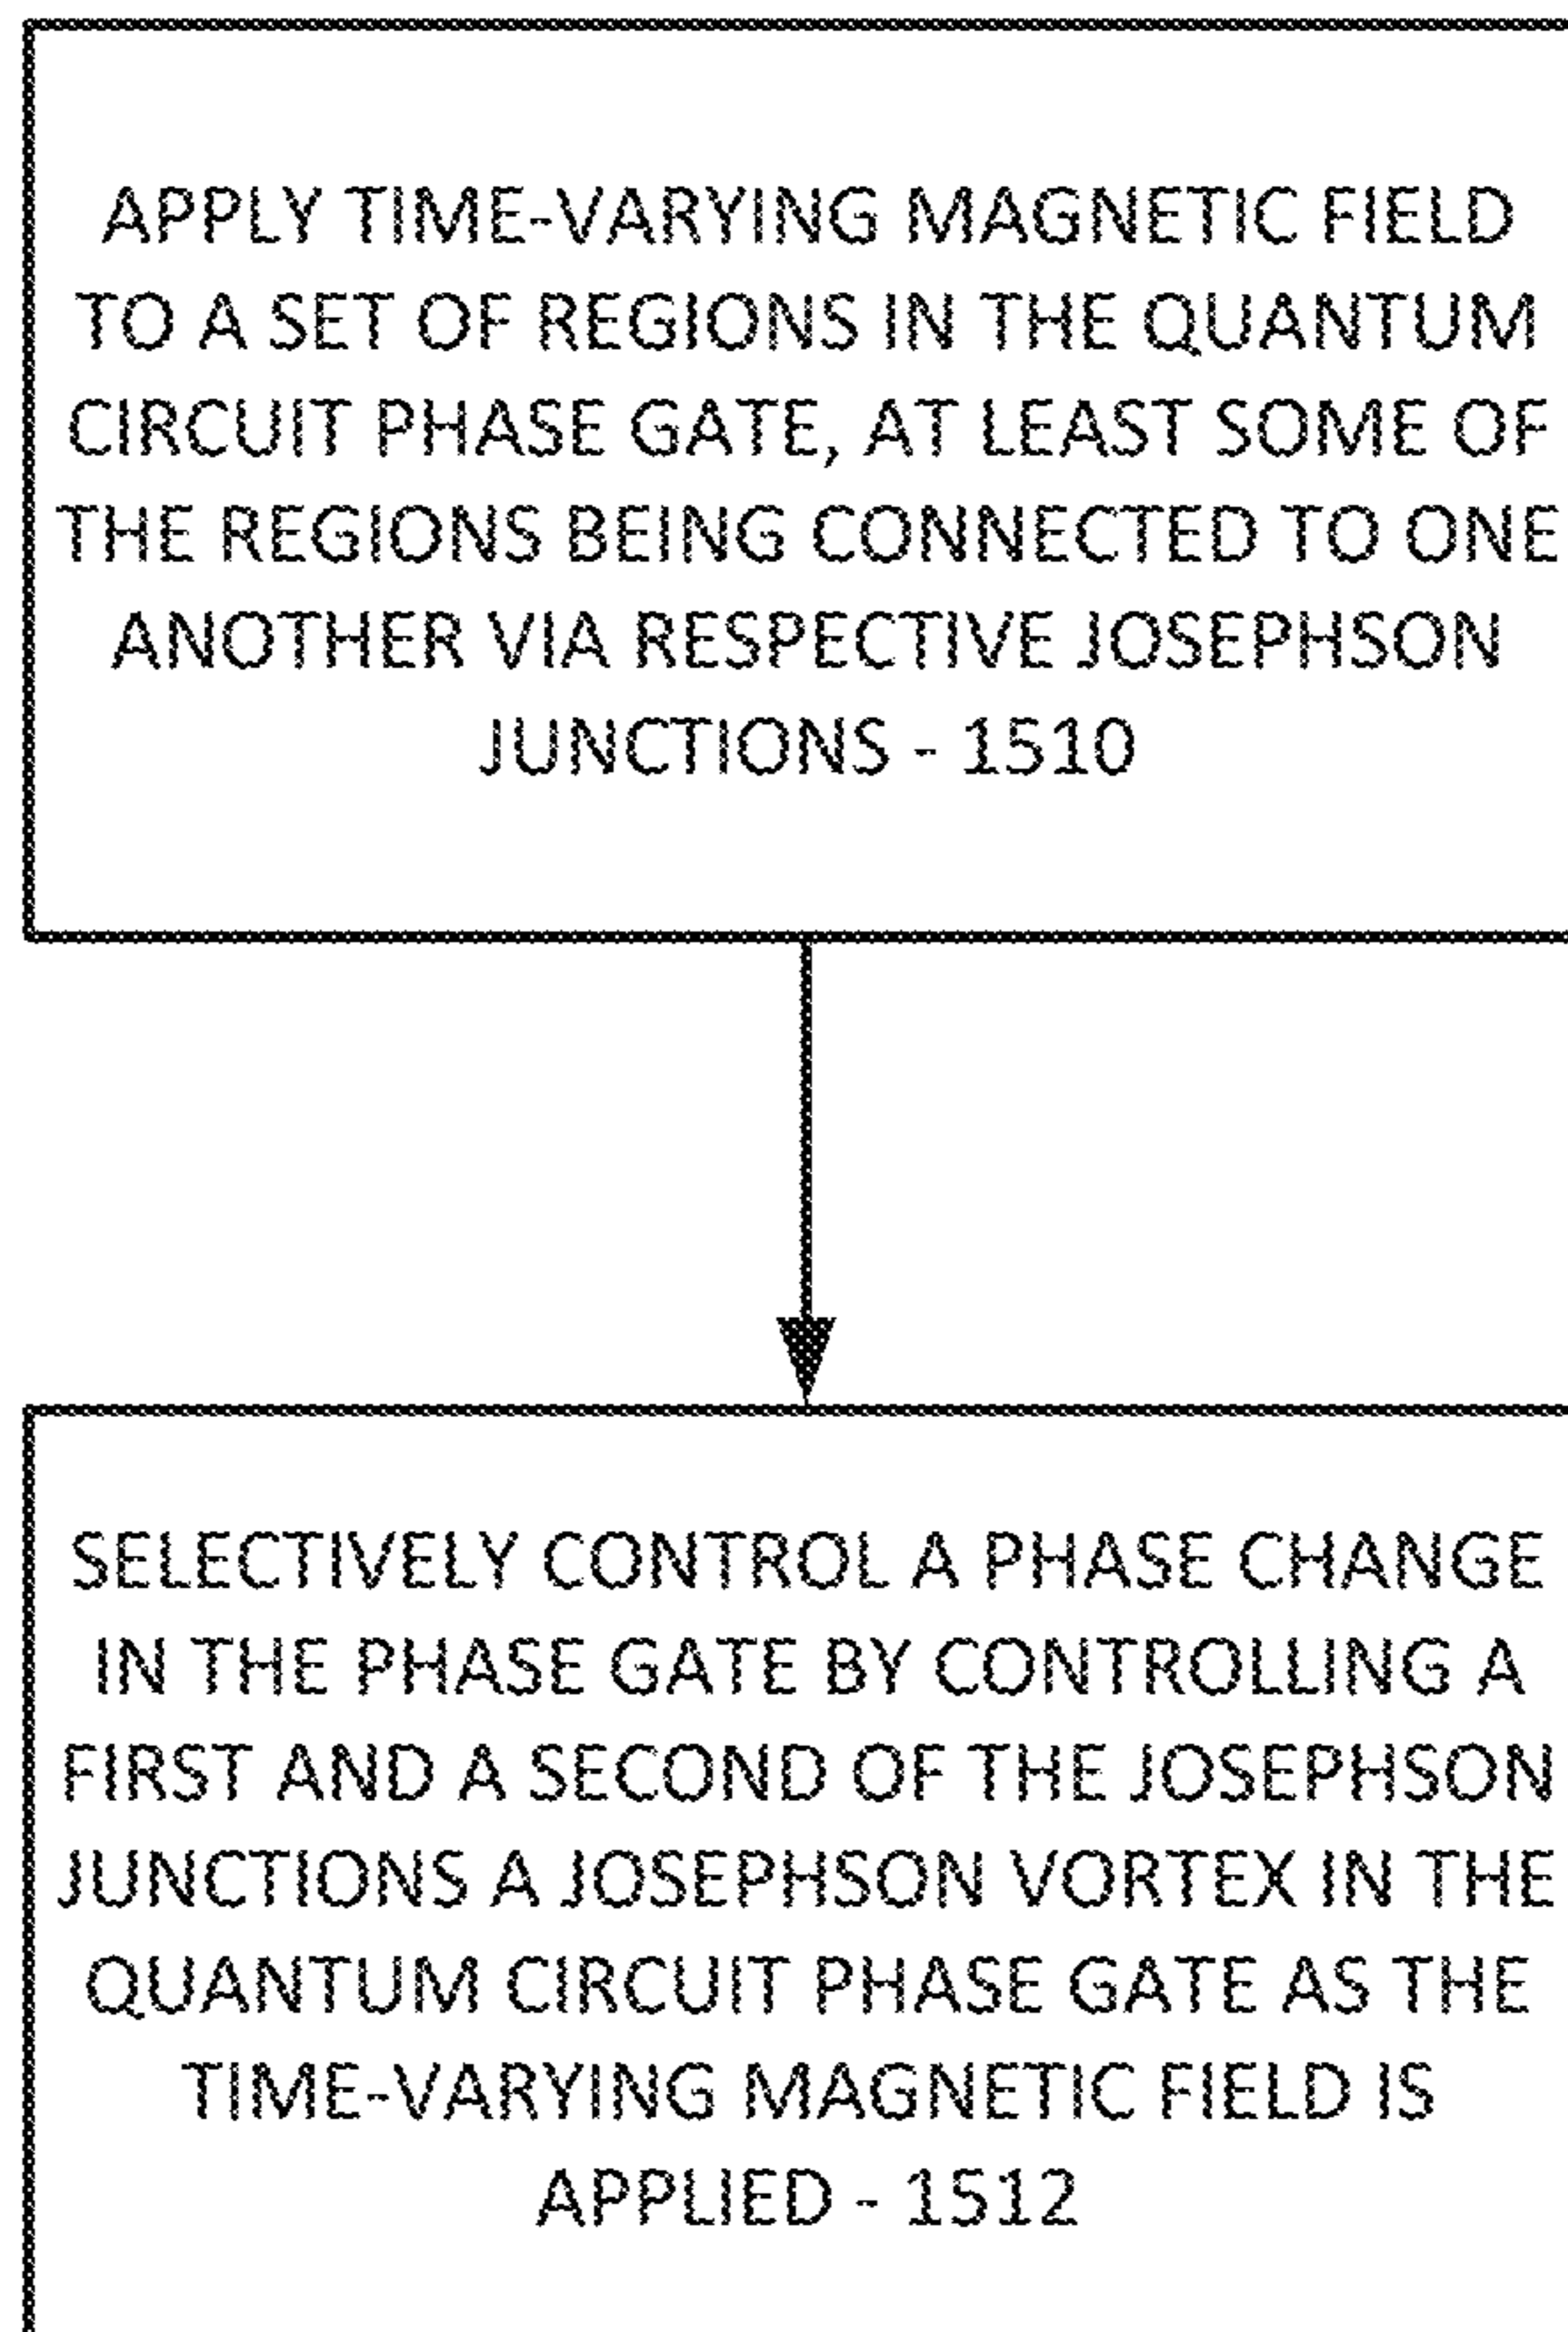 APPLY TIME-VARYING MAGNETIC FIELD
TO A SET OF REGIONS IN THE QUANTUM
CIRCUIT PHASE GATE, AT LEAST SOME OF
THE REGIONS BEING CONNECTED TO ONE
ANOTHER VIA RESPECTIVE JOSEPHSON
JUNCTIONS - 1510
SELECTIVELY CONTROL A PHASE CHANGE
IN THE PHASE GATE BY CONTROLLING A
FIRST AND A SECOND OF THE JOSEPHSON
JUNCTIONS A JOSEPHSON VORTEX IN THE
QUANTUM CIRCUIT PHASE GATE AS THE
TIME-VARYING MAGNETIC FIELD IS
APPLIED - 1512